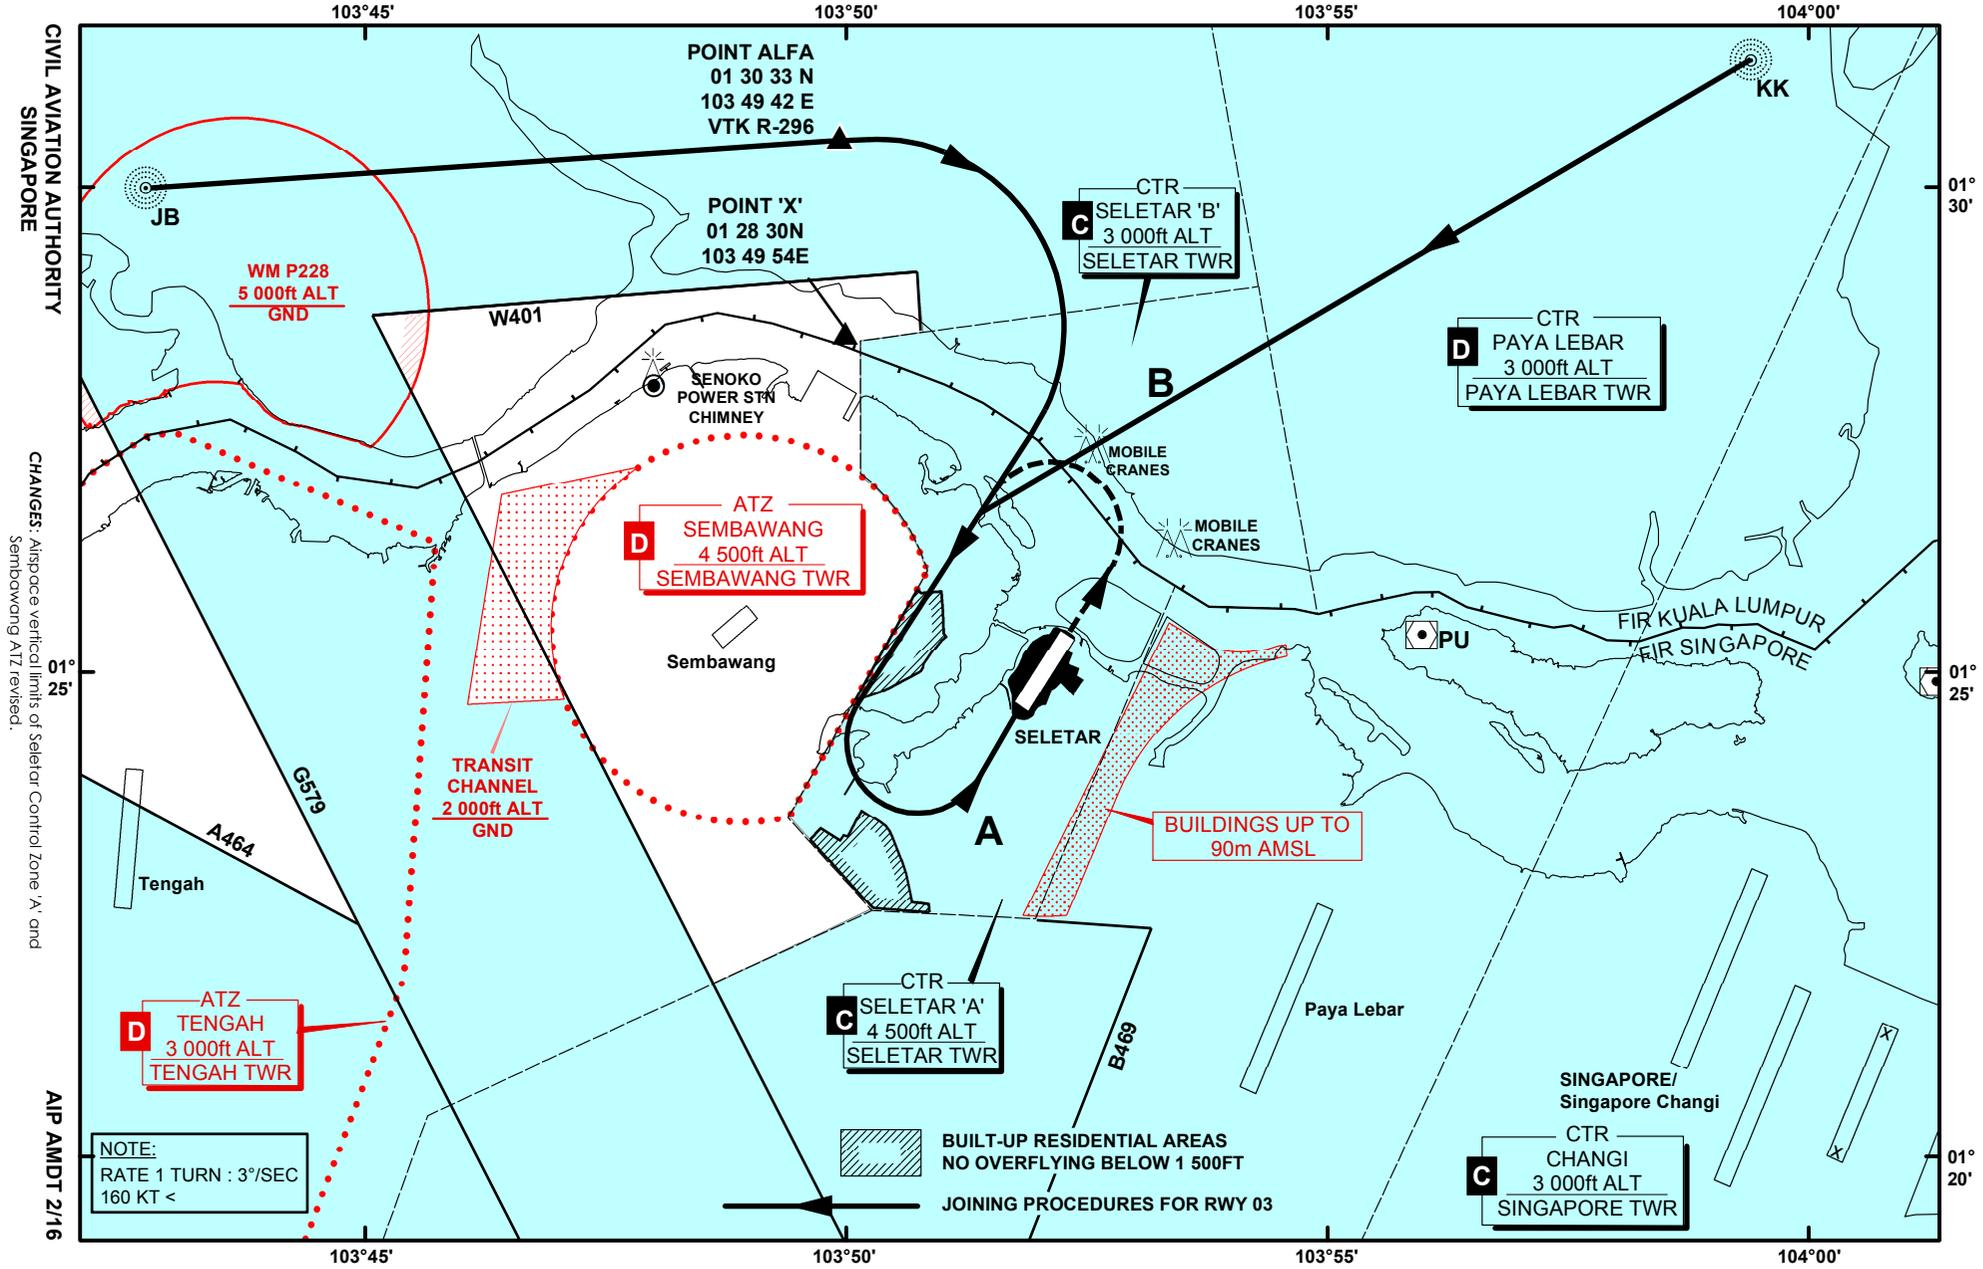 103°45'
103°50'
103°55'
104°00'
CIVIL AVIATION AUTHORITY
SINGAPORE
POINT ALFA
01 30 33 N
103 49 42 E
VTK R-296
KK
JB
01°
30'
POINT 'X'
01 28 30N
103 49 54E
CTR
C
SELETAR 'B'
3 000ft ALT
SELETAR TWR
WM P228
5 000ft ALT
GND
W401
CTR
D
PAYA LEBAR
3 000ft ALT
PAYA LEBAR TWR
B
SENOKO
POWER STN
CHIMNEY
MOBILE
CRANES
MOBILE
CRANES
ATZ
D
SEMBAWANG
4 500ft ALT
SEMBAWANG TWR
CHANGES: Airspace vertical limits of Seletar Control Zone 'A' and
Sembawang ATZ revised.
FIR KUALA LUMPUR
FIR SINGAPORE
PU
Sembawang
01°
25'
01°
25'
SELETAR
TRANSIT
CHANNEL
2 000ft ALT
GND
G579
A464
A
BUILDINGS UP TO
90m AMSL
Tengah
CTR
C
SELETAR 'A'
4 500ft ALT
SELETAR TWR
B469
Paya Lebar
ATZ
D
TENGAH
3 000ft ALT
TENGAH TWR
X
X
SINGAPORE/
Singapore Changi
CTR
C
CHANGI
3 000ft ALT
SINGAPORE TWR
01°
20'
AIP AMDT 2/16
NOTE:
RATE 1 TURN : 3°/SEC
160 KT <
BUILT-UP RESIDENTIAL AREAS
NO OVERFLYING BELOW 1 500FT
JOINING PROCEDURES FOR RWY 03
103°45'
103°50'
103°55'
104°00'